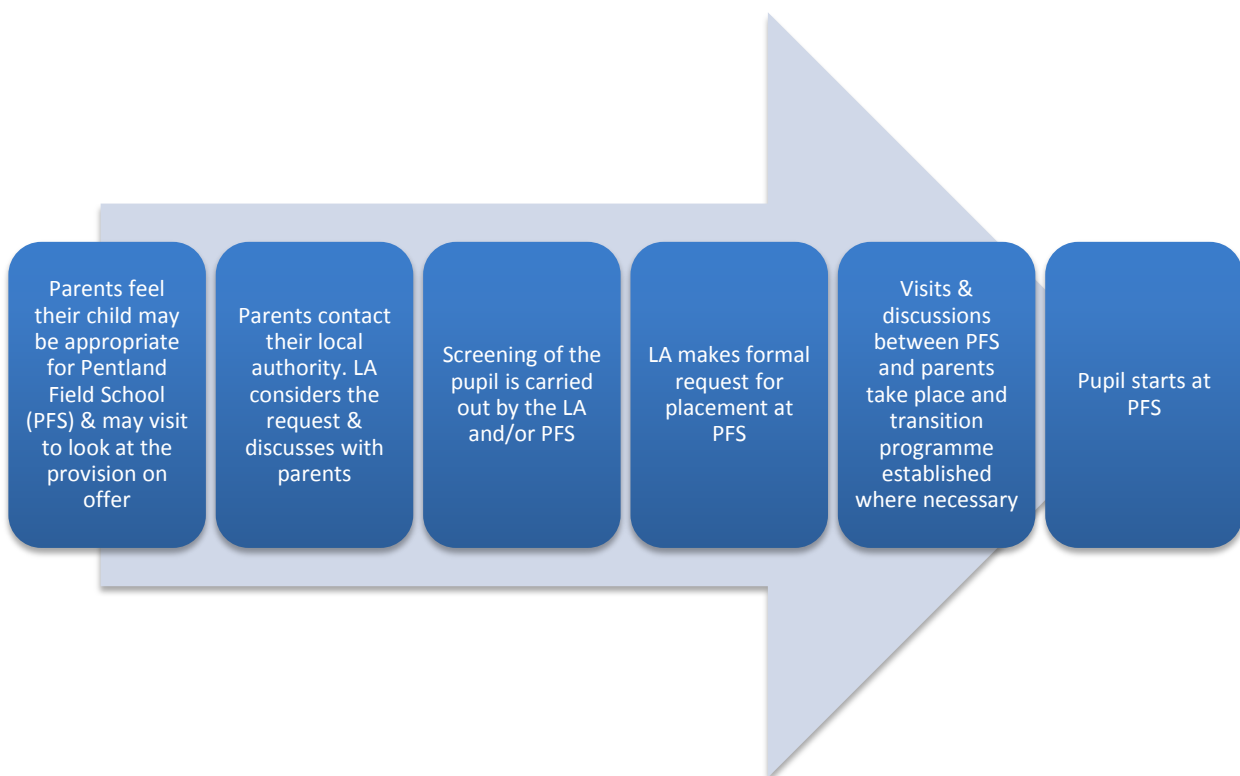 Parents feel
their child may
be appropriate
for Pentland
Field School
(PFS) & may visit
to look at the
provision on
offer
Parents contact
their local
authority. LA
considers the
request &
discusses with
parents
Screening of the
pupil is carried
out by the LA
and/or PFS
LA makes formal
request for
placement at
PFS
Visits &
discussions
between PFS
and parents
take place and
transition
programme
established
where necessary
Pupil starts at
PFS